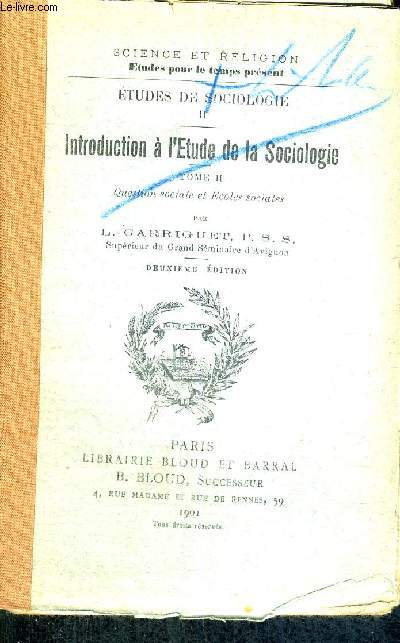 SCIENCE ET RELIGION
Études pour le temps présent
ÉTUDES DE SOCIOLOGIE
II
Introduction à l'Etude de la Sociologie
TOME II
Question sociale et Ecoles sociales
PAR
L. GARRIGUET, P. S. S.
Supérieur du Grand Séminaire d'Avignon
DEUXIÈME ÉDITION
PARIS
LIBRAIRIE BLOUD ET BARRAL
B. BLOUD, SUCCESSEUR
4, RUE MADAME ET RUE DE RENNES, 59
1901
Tous droits réservés.
© le-livre.com